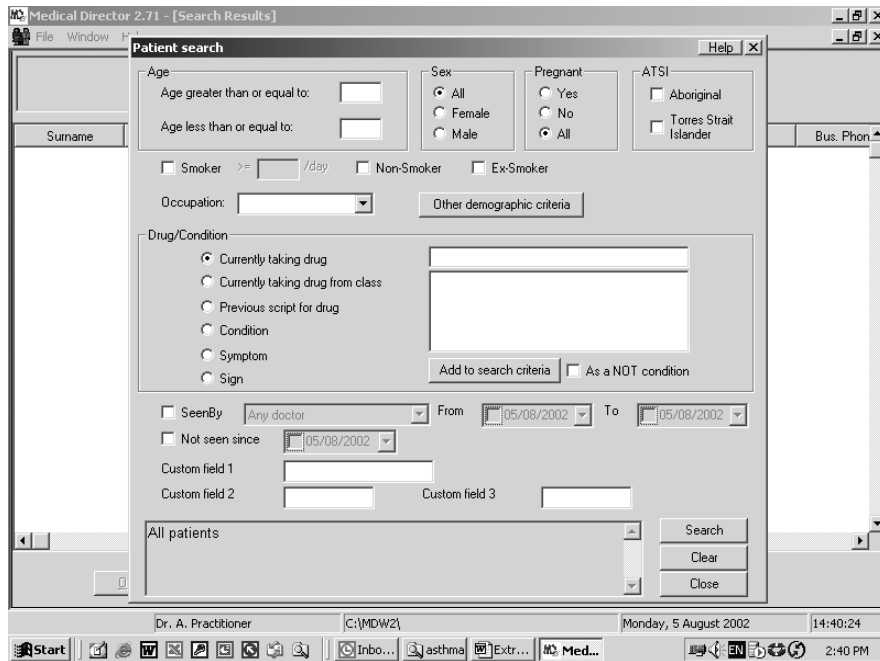 Medical Director 2.71 - [Search Results]
File Window
Patient search
Help
Age
Age greater than or equal to:
Age less than or equal to:
Sex
All
Female
Male
Pregnant
Yes
No
All
ATSI
Aboriginal
Torres Strait
Islander
Surname
Bus. Phon
Smoker >= /day Non-Smoker Ex-Smoker
Occupation:
Other demographic criteria
Drug/Condition
Currently taking drug
Currently taking drug from class
Previous script for drug
Condition
Symptom
Sign
Add to search criteria As a NOT condition
SeenBy Any doctor From 05/08/2002 To 05/08/2002
Not seen since 05/08/2002
Custom field 1
Custom field 2 Custom field 3
All patients
Search
Clear
Close
Dr. A. Practitioner C:\MDW2\ Monday, 5 August 2002 14:40:24
Start Inbo... asthma Extr... Med... EN 2:40 PM